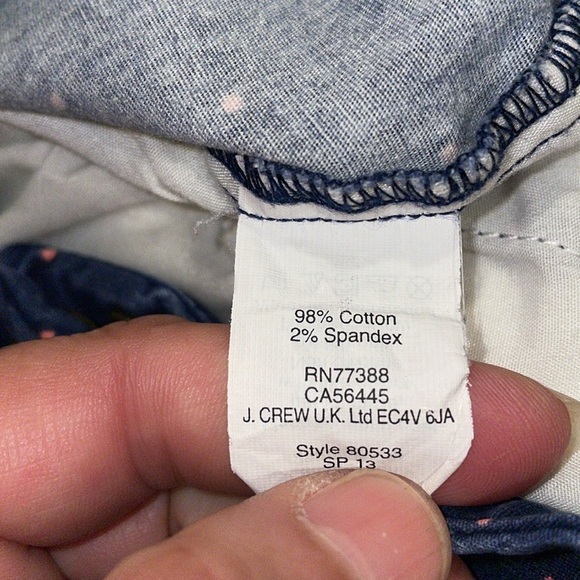 98% Cotton
2% Spandex
RN77388
CA56445
J. CREW U.K. Ltd EC4V 6JA
Style 80533
SP 13